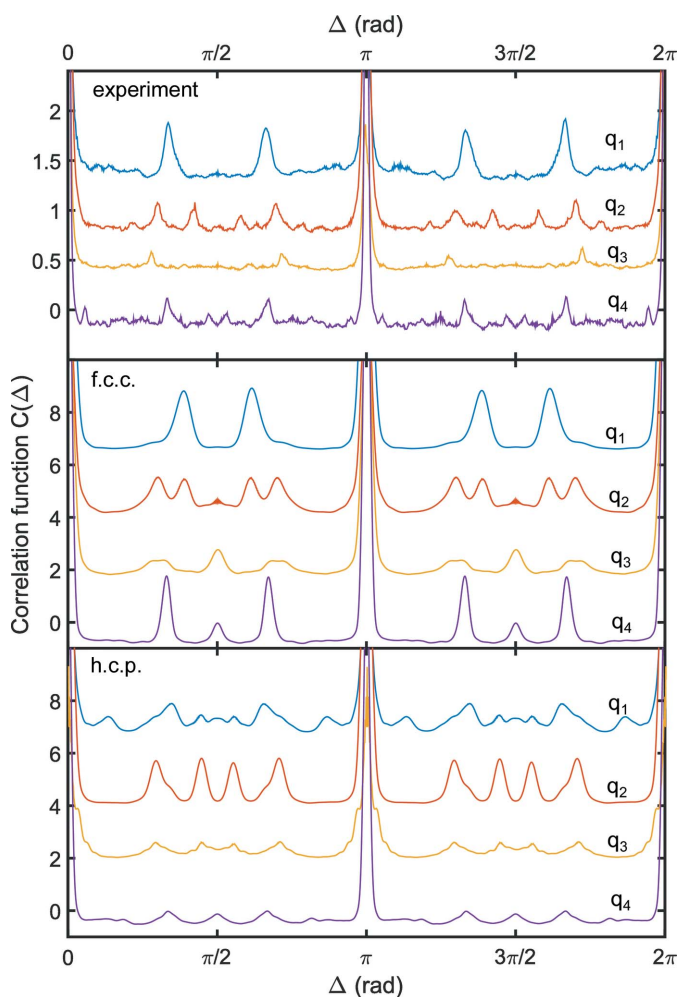 Δ (rad)
0 π/2 π 3π/2 2π
experiment
2
1.5
1
0.5
0
q1
q2
q3
q4
Correlation function C(Δ)
f.c.c.
8
6
4
2
0
q1
q2
q3
q4
h.c.p.
8
6
4
2
0
q1
q2
q3
q4
0 π/2 π 3π/2 2π
Δ (rad)